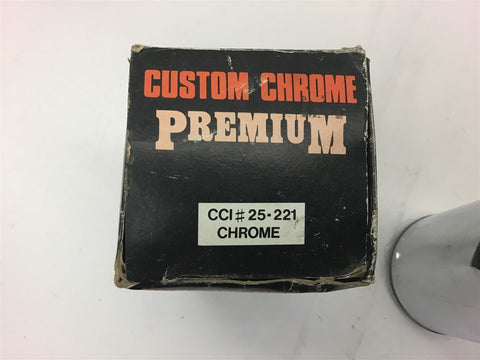 CUSTOM CHROME
PREMIUM
CCI# 25-221
CHROME